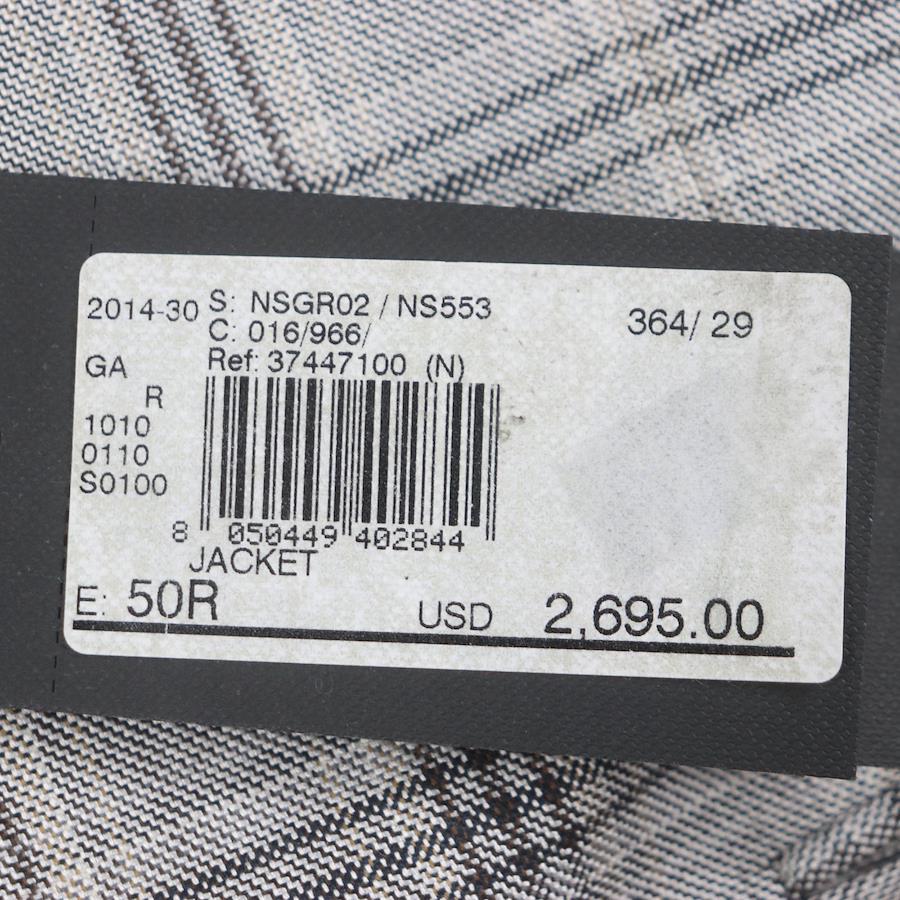 2014-30 S: NSGR02 / NS553 364/ 29
C: 016/966/
GA Ref: 37447100 (N)
R
1010
0110
S0100
8 050449 402844
JACKET
E: 50R USD 2,695.00